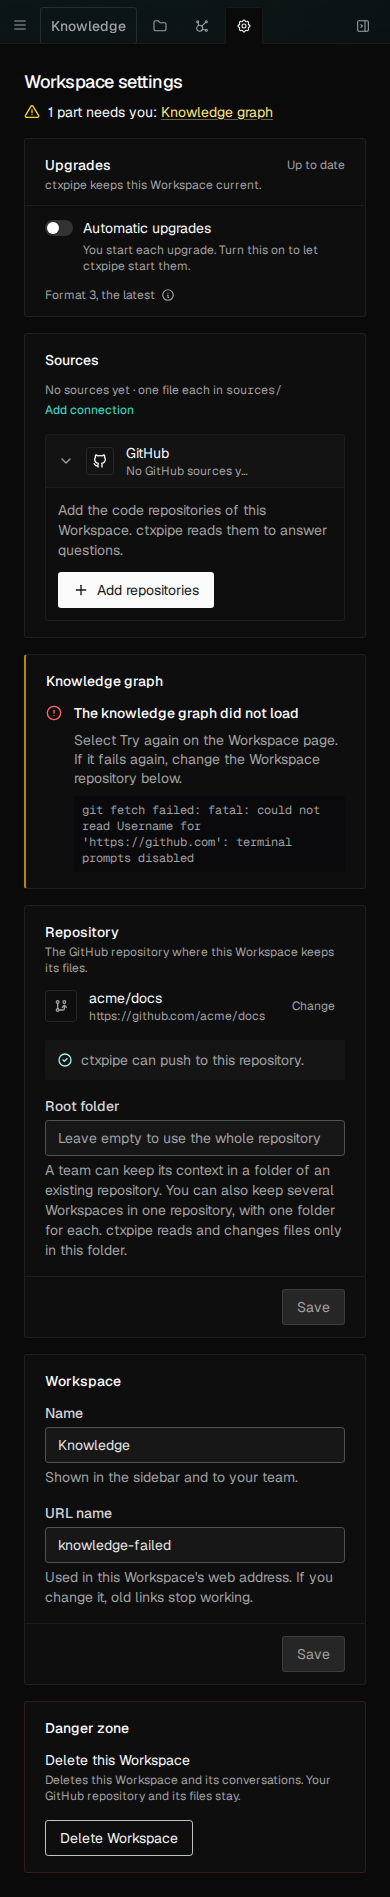 Knowledge
Workspace settings
1 part needs you: Knowledge graph
Upgrades
Up to date
ctxpipe keeps this Workspace current.
Automatic upgrades
You start each upgrade. Turn this on to let
ctxpipe start them.
Format 3, the latest
Sources
No sources yet · one file each in sources/
Add connection
GitHub
No GitHub sources y...
Add the code repositories of this
Workspace. ctxpipe reads them to answer
questions.
Add repositories
Knowledge graph
The knowledge graph did not load
Select Try again on the Workspace page.
If it fails again, change the Workspace
repository below.
git fetch failed: fatal: could not
read Username for
'https://github.com': terminal
prompts disabled
Repository
The GitHub repository where this Workspace keeps
its files.
acme/docs
https://github.com/acme/docs
Change
ctxpipe can push to this repository.
Root folder
Leave empty to use the whole repository
A team can keep its context in a folder of an
existing repository. You can also keep several
Workspaces in one repository, with one folder
for each. ctxpipe reads and changes files only
in this folder.
Save
Workspace
Name
Knowledge
Shown in the sidebar and to your team.
URL name
knowledge-failed
Used in this Workspace's web address. If you
change it, old links stop working.
Save
Danger zone
Delete this Workspace
Deletes this Workspace and its conversations. Your
GitHub repository and its files stay.
Delete Workspace